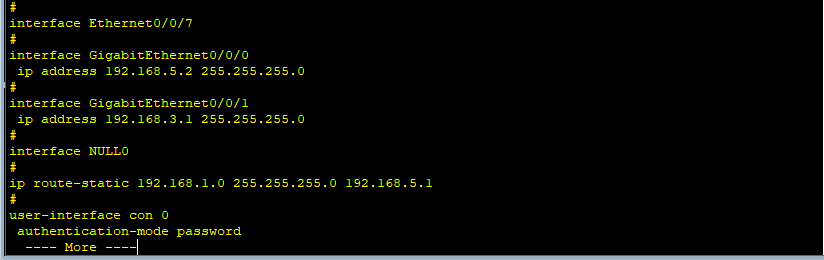 #
interface Ethernet0/0/7
#
interface GigabitEthernet0/0/0
 ip address 192.168.5.2 255.255.255.0
#
interface GigabitEthernet0/0/1
 ip address 192.168.3.1 255.255.255.0
#
interface NULL0
#
ip route-static 192.168.1.0 255.255.255.0 192.168.5.1
#
user-interface con 0
 authentication-mode password
  ---- More ----